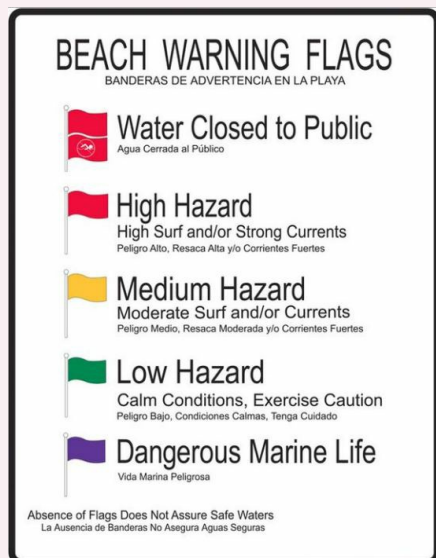 BEACH WARNING FLAGS
BANDERAS DE ADVERTENCIA EN LA PLAYA
Water Closed to Public
Agua Cerrada al Público
High Hazard
High Surf and/or Strong Currents
Peligro Alto, Resaca Alta y/o Corrientes Fuertes
Medium Hazard
Moderate Surf and/or Currents
Peligro Medio, Resaca Moderada y/o Corrientes Fuertes
Low Hazard
Calm Conditions, Exercise Caution
Peligro Bajo, Condiciones Calmas, Tenga Cuidado
Dangerous Marine Life
Vida Marina Peligrosa
Absence of Flags Does Not Assure Safe Waters
La Ausencia de Banderas No Asegura Aguas Seguras